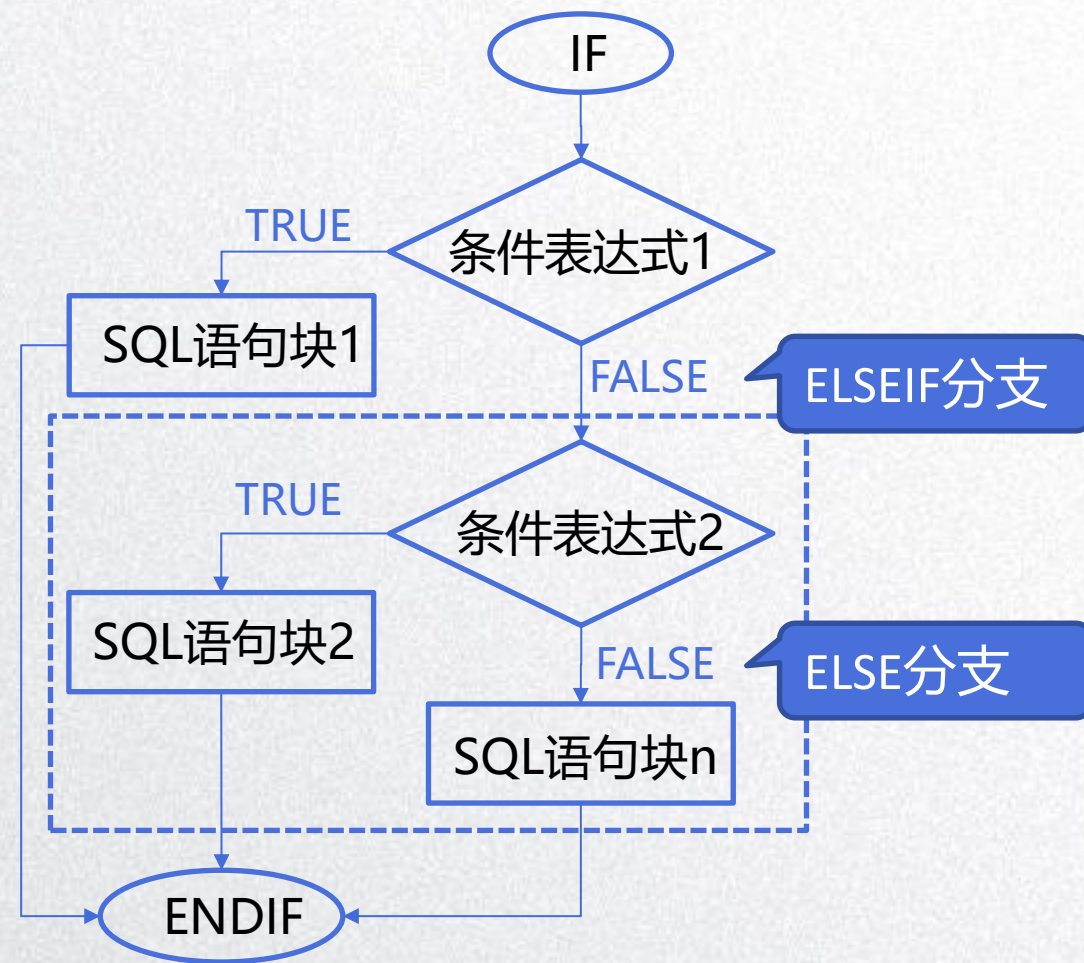 IF
条件表达式1
TRUE
SQL语句块1
FALSE
ELSEIF分支
条件表达式2
TRUE
SQL语句块2
FALSE
ELSE分支
SQL语句块n
ENDIF